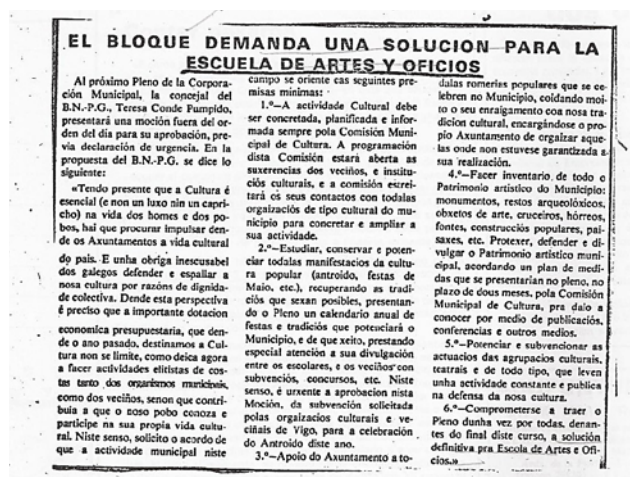 EL BLOQUE DEMANDA UNA SOLUCION PARA LA
ESCUELA DE ARTES Y OFICIOS
Al próximo Pleno de la Corpora-
ción Municipal, la concejal del
B.N.-P.G., Teresa Conde Pumpido,
presentará una moción fuera del or-
den del día para su aprobación, pre-
via declaración de urgencia. En la
propuesta del B.N.-P.G. se dice lo
siguiente:
«Tendo presente que a Cultura é
esencial (e non un luxo nin un capri-
cho) na vida dos homes e dos po-
bos, hai que procurar impulsar den-
de os Axuntamentos a vida cultural
do país. E unha obriga inescusabel
dos galegos defender e espallar a
nosa cultura por razóns de dignida-
de colectiva. Dende esta perspectiva
é preciso que a importante dotacion
economica presupuestaria, que den-
de o ano pasado, destinamos a Cul-
tura non se limite, como deica agora
a facer actividades elitistas de cos-
tas tanto dos organismos municipais,
como dos veciños, senon que contri-
buia a que o noso pobo conoza e
participe na sua propia vida cultu-
ral. Niste senso, solicito o acordo de
que a actividade municipal niste
campo se oriente cas seguintes pre-
misas minimas:
1.º—A actividade Cultural debe
ser concretada, planificada e infor-
mada sempre pola Comisión Muni-
cipal de Cultura. A programación
dista Comisión estará aberta as
suxerencias dos veciños, e institu-
ciós culturais, e a comisión estrei-
tará os seus contactos con todalas
orgaizaciós de tipo cultural do mu-
nicipio para concretar e ampliar a
sua actividade.
2.º—Estudiar, conservar e poten-
ciar todalas manifestaciós da cultu-
ra popular (antroido, festas de
Maio, etc.), recuperando as tradi-
ciós que sexan posibles, presentan-
do o Pleno un calendario anual de
festas e tradiciós que potenciará o
Municipio, e de que xeito, prestando
especial atención a sua divulgación
entre os escolares, e os veciños con
subvenciós, concursos, etc. Niste
senso, é urxente a aprobacion nista
Moción, da subvención solicitada
polas orgaizacios culturais e ve-
ciñais de Vigo, para a celebración
do Antroido diste ano.
3.º—Apoio do Axuntamento a to-
dalas romerias populares que se ce-
lebren no Municipio, coidando moi-
to o seu enraigamento coa nosa tra-
dicion cultural, encargándose o pro-
pio Axuntamento de orgaizar aque-
las onde non estuvese garantizada a
sua realización.
4.º—Facer inventario de todo o
Patrimonio artistico do Municipio:
monumentos, restos arqueolóxicos,
obxetos de arte, cruceiros, hórreos,
fontes, construcciós populares, pai-
saxes, etc. Protexer, defender e di-
vulgar o Patrimonio artistico muni-
cipal, acordando un plan de medi-
das que se presentarian no pleno, no
plazo de dous meses, pola Comisión
Municipal de Cultura, pra dalo a
conocer por medio de publicación,
conferencias e outros medios.
5.º—Potenciar e subvencionar as
actuacios das agrupacios culturais,
teatrais e de todo tipo, que leven
unha actividade constante e publica
na defensa da nosa cultura.
6.º—Comprometerse a traer o
Pleno dunha vez por todas, denan-
tes do final diste curso, a solución
definitiva pra Escola de Artes e Ofi-
cios.»